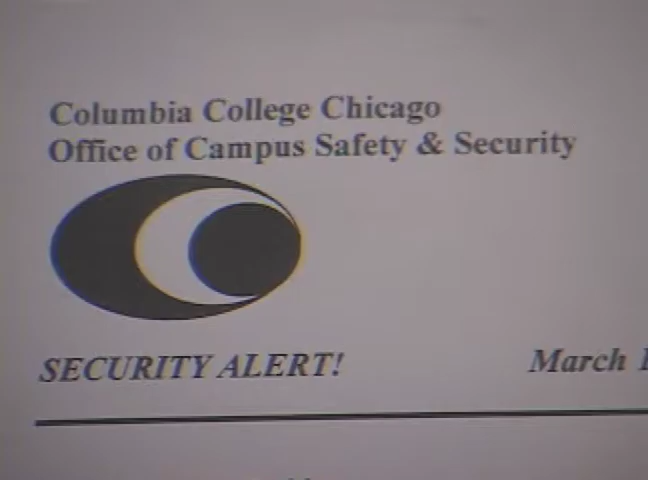 Columbia College Chicago
Office of Campus Safety & Security
SECURITY ALERT! March